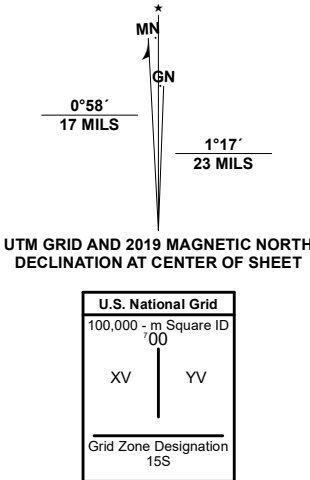 ★
MN
GN
0°58´
17 MILS
1°17´
23 MILS
UTM GRID AND 2019 MAGNETIC NORTH
DECLINATION AT CENTER OF SHEET
U.S. National Grid
100,000 - m Square ID
⁷00
XV YV
Grid Zone Designation
15S